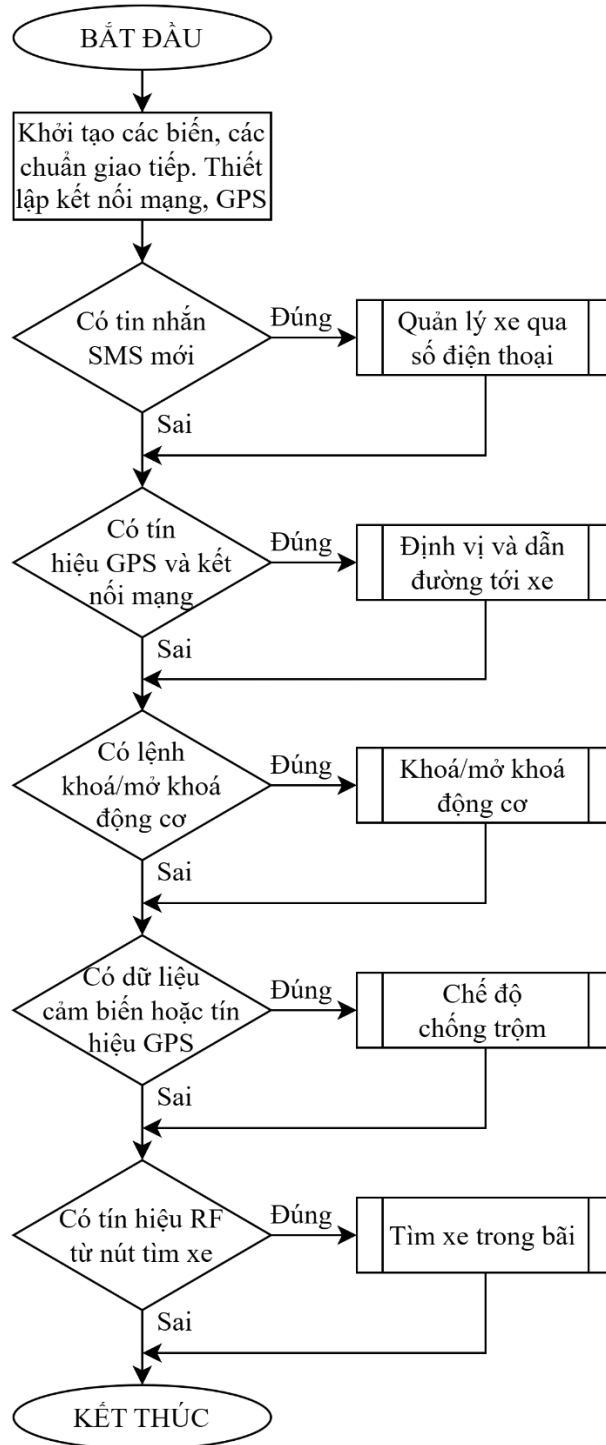 BẮT ĐẦU
Khởi tạo các biến, các
chuẩn giao tiếp. Thiết
lập kết nối mạng, GPS
Có tin nhắn
SMS mới
Đúng
Quản lý xe qua
số điện thoại
Sai
Có tín
hiệu GPS và kết
nối mạng
Đúng
Định vị và dẫn
đường tới xe
Sai
Có lệnh
khoá/mở khoá
động cơ
Đúng
Khoá/mở khoá
động cơ
Sai
Có dữ liệu
cảm biến hoặc tín
hiệu GPS
Đúng
Chế độ
chống trộm
Sai
Có tín hiệu RF
từ nút tìm xe
Đúng
Tìm xe trong bãi
Sai
KẾT THÚC